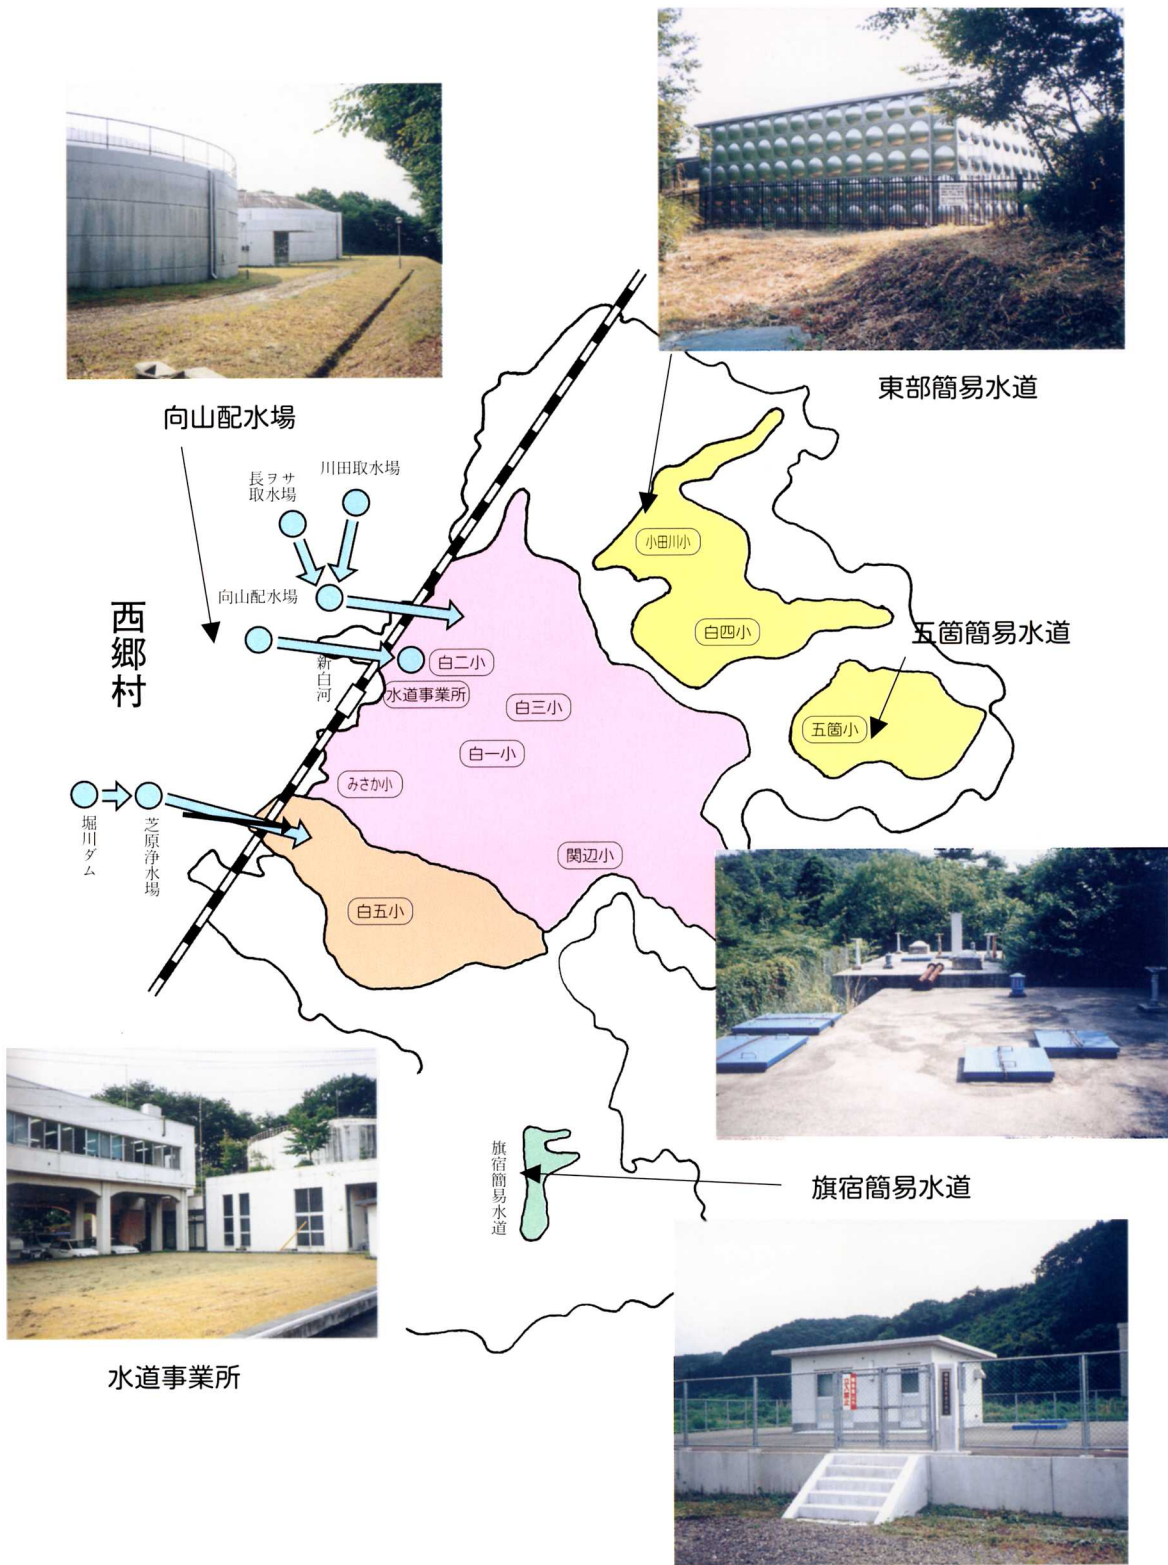 東部簡易水道
向山配水場
川田取水場
長ヲサ
取水場
小田川小
向山配水場
西郷村
白四小
五箇簡易水道
新白河
白二小
水道事業所
白三小
五箇小
白一小
みさか小
堀川ダム
芝原浄水場
関辺小
白五小
旗宿簡易水道
旗宿簡易水道
水道事業所